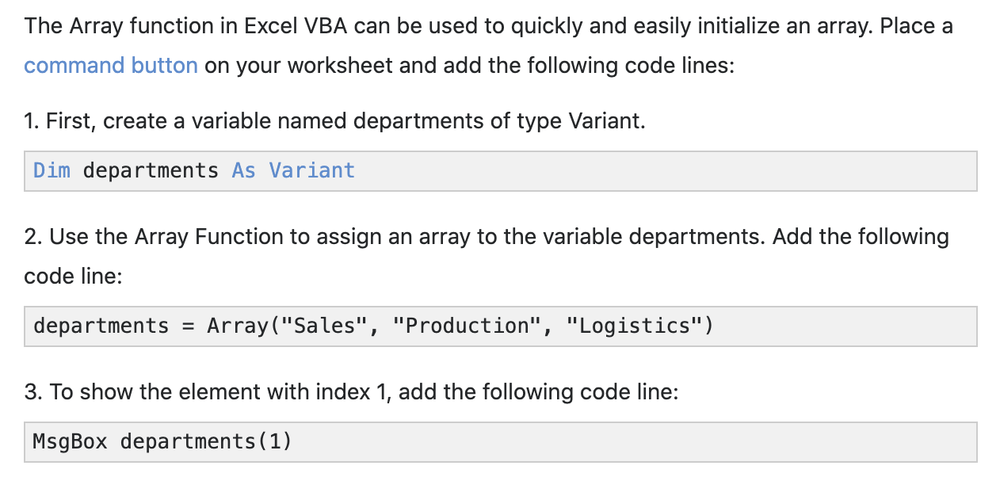 The Array function in Excel VBA can be used to quickly and easily initialize an array. Place a
command button on your worksheet and add the following code lines:
1. First, create a variable named departments of type Variant.
Dim departments As Variant
2. Use the Array Function to assign an array to the variable departments. Add the following
code line:
departments = Array("Sales", "Production", "Logistics")
3. To show the element with index 1, add the following code line:
MsgBox departments(1)